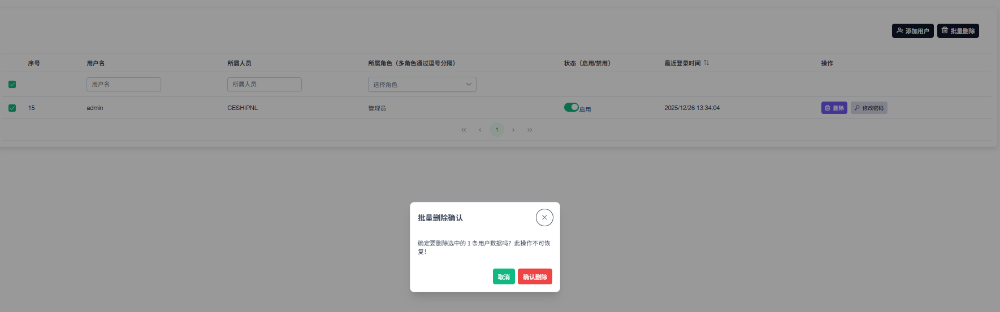 添加用户 批量删除
序号 用户名 所属人员 所属角色（多角色通过逗号分隔） 状态（启用/禁用） 最近登录时间 操作
用户名 所属人员 选择角色
15 admin CESHIPNL 管理员 启用 2025/12/26 13:34:04 删除 修改密码
1
批量删除确认
确定要删除选中的 1 条用户数据吗？此操作不可恢
复！
取消 确认删除